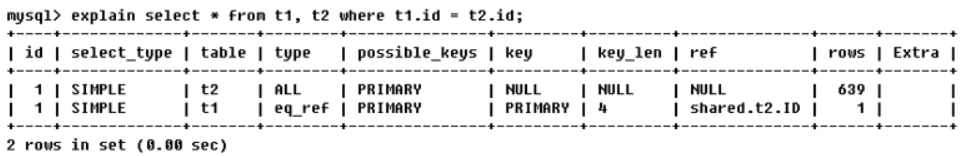 mysql> explain select * from t1, t2 where t1.id = t2.id;
+----+-------------+-------+--------+---------------+---------+---------+--------------+------+-------+
| id | select_type | table | type   | possible_keys | key     | key_len | ref          | rows | Extra |
+----+-------------+-------+--------+---------------+---------+---------+--------------+------+-------+
|  1 | SIMPLE      | t2    | ALL    | PRIMARY       | NULL    | NULL    | NULL         |  639 |       |
|  1 | SIMPLE      | t1    | eq_ref | PRIMARY       | PRIMARY | 4       | shared.t2.ID |    1 |       |
+----+-------------+-------+--------+---------------+---------+---------+--------------+------+-------+
2 rows in set (0.00 sec)